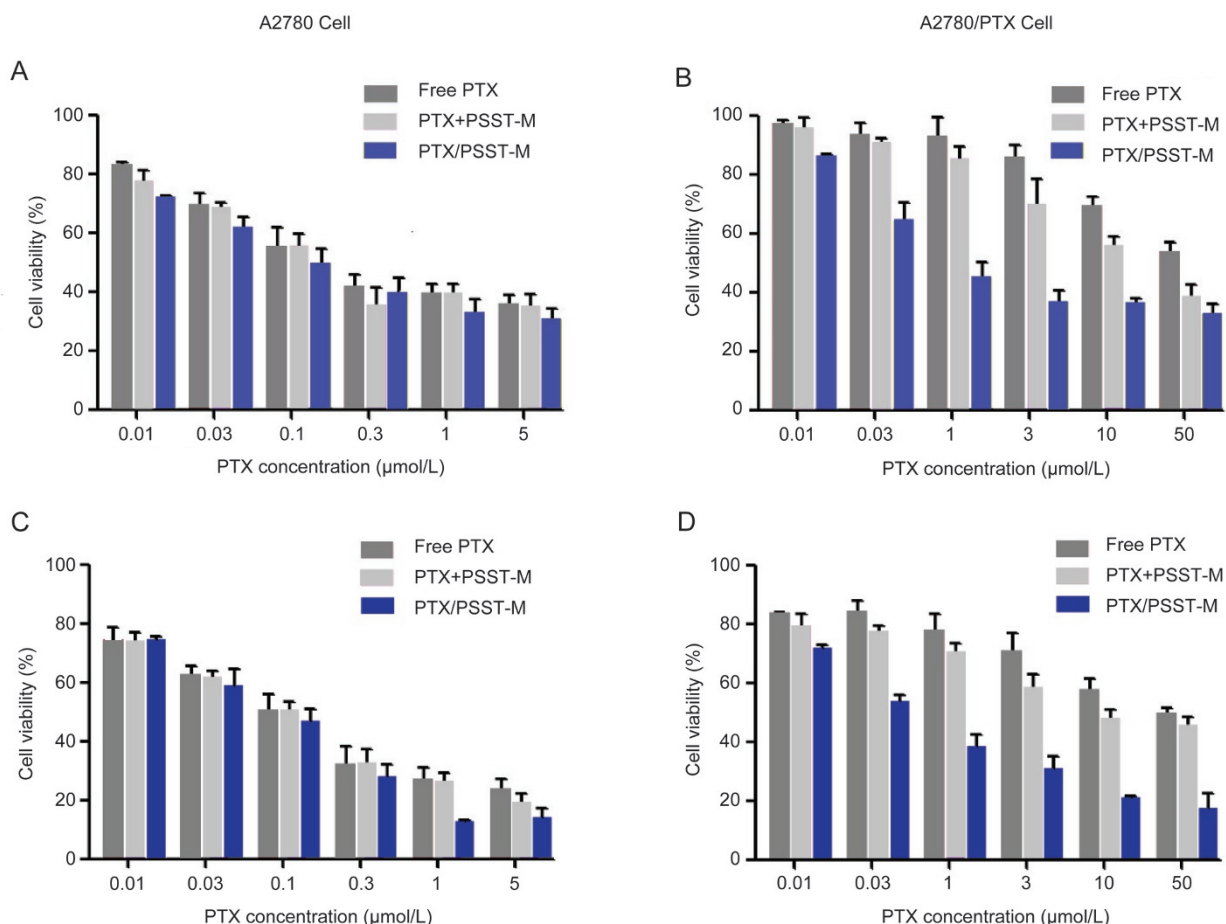 A2780 Cell
A2780/PTX Cell
A
Free PTX
PTX+PSST-M
PTX/PSST-M
100
80
60
40
20
0
Cell viability (%)
0.01 0.03 0.1 0.3 1 5
PTX concentration (µmol/L)
B
Free PTX
PTX+PSST-M
PTX/PSST-M
100
80
60
40
20
0
Cell viability (%)
0.01 0.03 1 3 10 50
PTX concentration (µmol/L)
C
Free PTX
PTX+PSST-M
PTX/PSST-M
100
80
60
40
20
0
Cell viability (%)
0.01 0.03 0.1 0.3 1 5
PTX concentration (µmol/L)
D
Free PTX
PTX+PSST-M
PTX/PSST-M
100
80
60
40
20
0
Cell viability (%)
0.01 0.03 1 3 10 50
PTX concentration (µmol/L)